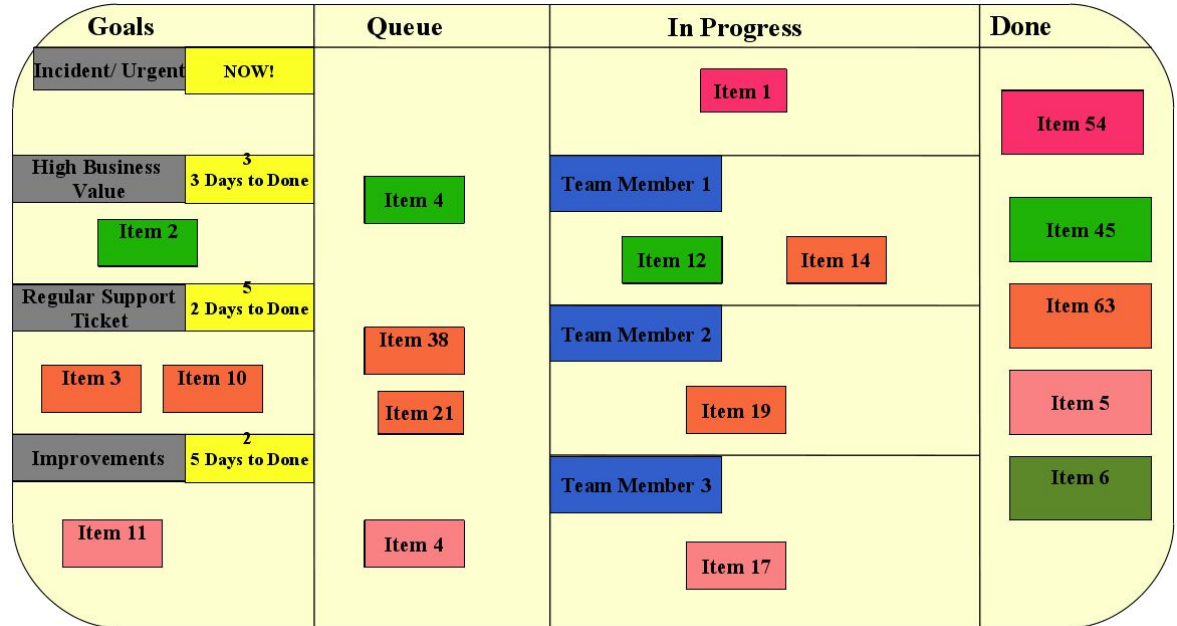 Goals
Queue
In Progress
Done
Incident/ Urgent
NOW!
Item 1
Item 54
High Business
Value
3
3 Days to Done
Item 4
Team Member 1
Item 2
Item 12
Item 14
Item 45
Regular Support
Ticket
5
2 Days to Done
Item 38
Team Member 2
Item 63
Item 3
Item 10
Item 21
Item 19
Item 5
Improvements
2
5 Days to Done
Team Member 3
Item 6
Item 11
Item 4
Item 17